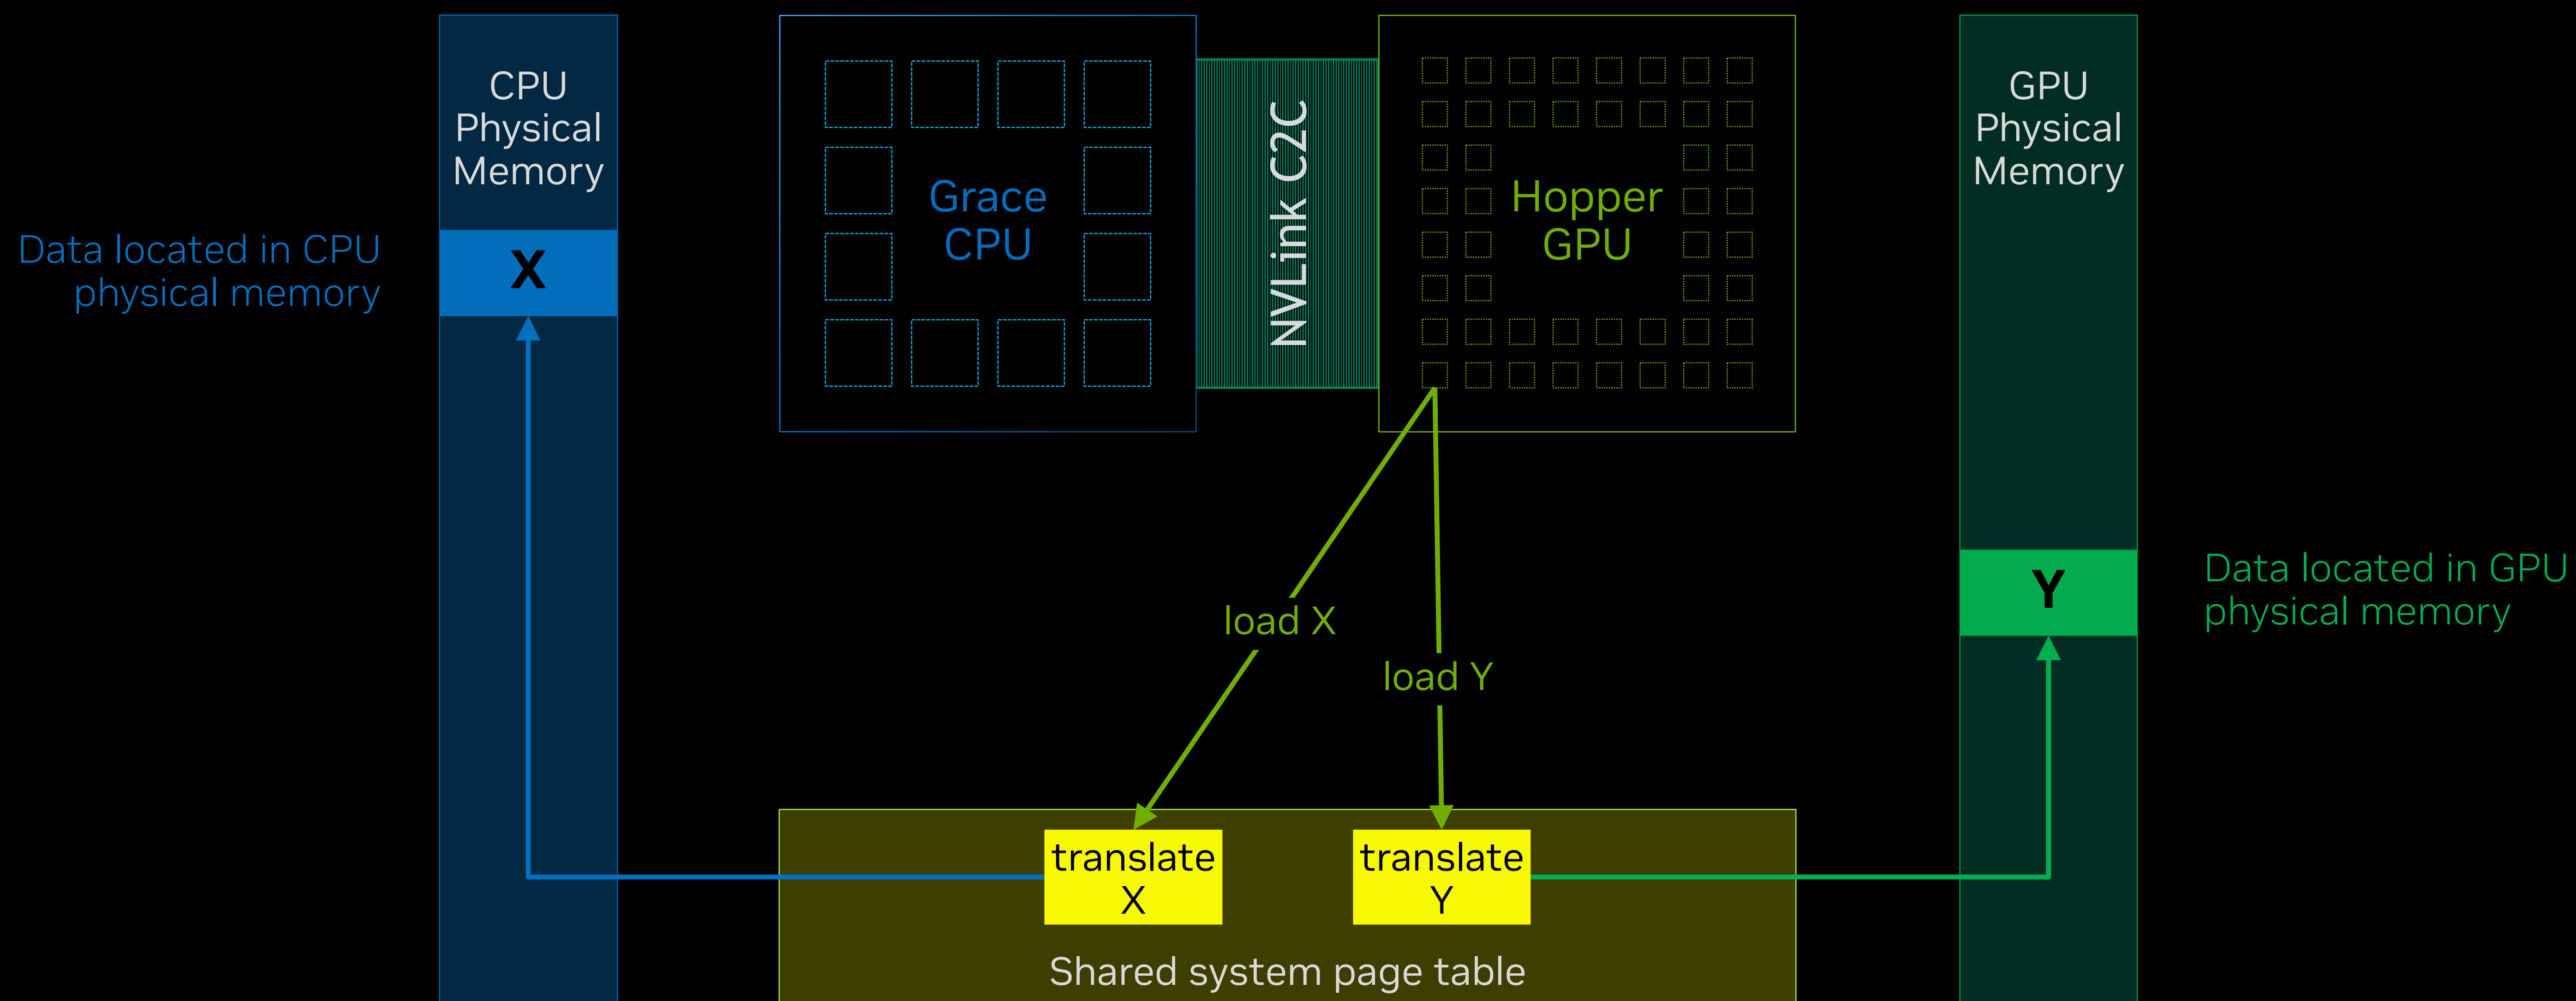 CPU
Physical
Memory
Data located in CPU
physical memory
X
Grace
CPU
NVLink C2C
Hopper
GPU
GPU
Physical
Memory
Y
Data located in GPU
physical memory
load X
load Y
translate
X
translate
Y
Shared system page table